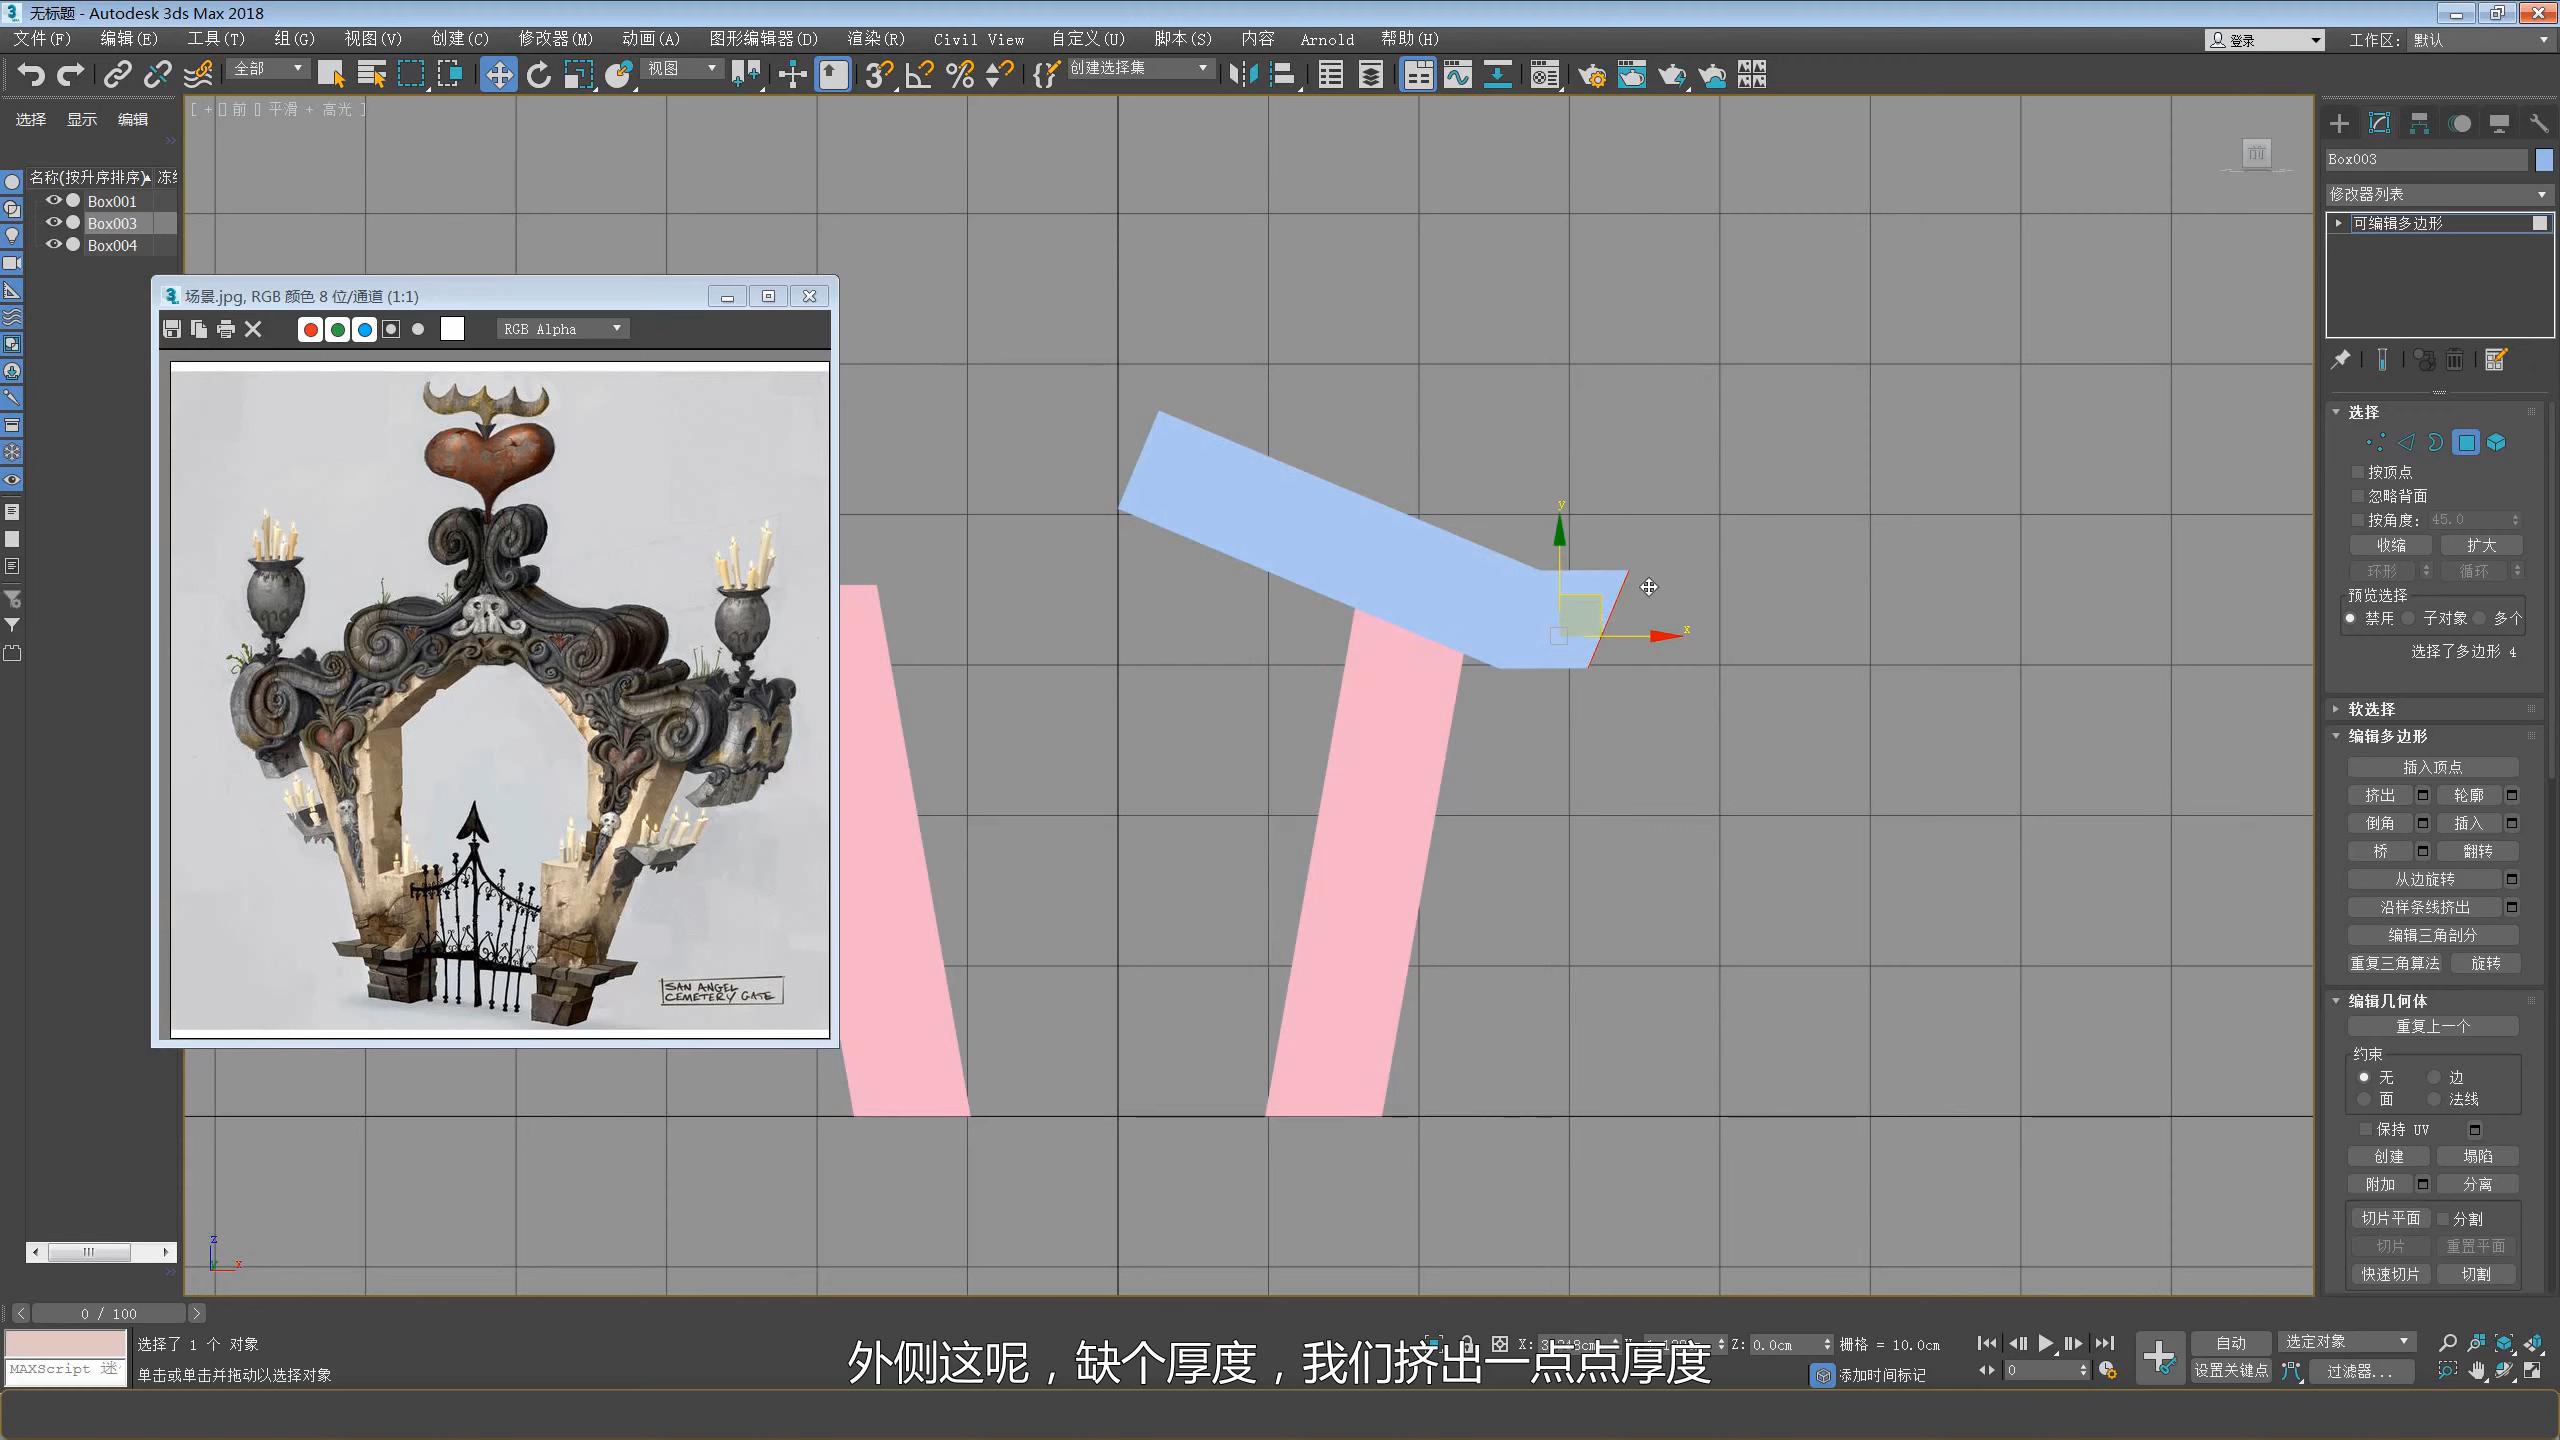 无标题 - Autodesk 3ds Max 2018
文件(F) 编辑(E) 工具(T) 组(G) 视图(V) 创建(C) 修改器(M) 动画(A) 图形编辑器(D) 渲染(R) Civil View 自定义(U) 脚本(S) 内容 Arnold 帮助(H)
登录 工作区: 默认
全部 视图 创建选择集
选择 显示 编辑
[ + ] [ 前 ] [ 平滑 + 高光 ]
前
名称(按升序排序)
Box001
Box003
Box004
场景.jpg, RGB 颜色 8 位/通道 (1:1)
RGB Alpha
SAN ANGEL
CEMETERY GATE
y
x
z
x
Box003
修改器列表
可编辑多边形
选择
按顶点
忽略背面
按角度: 45.0
收缩 扩大
环形 循环
预览选择
禁用 子对象 多个
选择了多边形 4
软选择
编辑多边形
插入顶点
挤出 轮廓
倒角 插入
桥 翻转
从边旋转
沿样条线挤出
编辑三角剖分
重复三角算法 旋转
编辑几何体
重复上一个
约束
无 边
面 法线
保持 UV
创建 塌陷
附加 分离
切片平面 分割
切片 重置平面
快速切片 切割
0 / 100
选择了 1 个 对象
X: Z: 0.0cm 栅格 = 10.0cm
自动 选定对象
MAXScript 迷
单击或单击并拖动以选择对象
添加时间标记
0
设置关键点 过滤器...
外侧这呢，缺个厚度，我们挤出一点点厚度